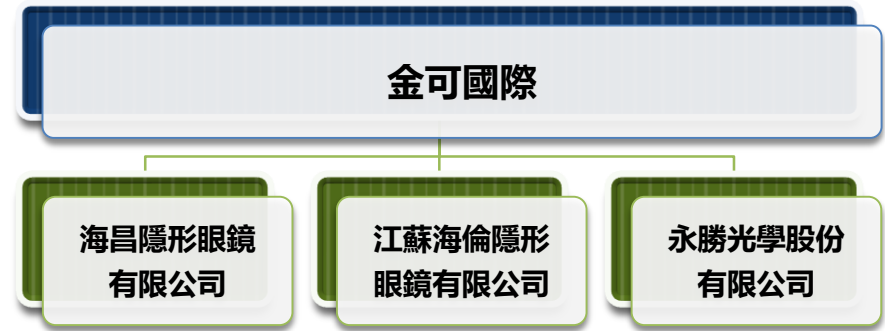 金可國際
海昌隱形眼鏡
有限公司
江蘇海倫隱形
眼鏡有限公司
永勝光學股份
有限公司